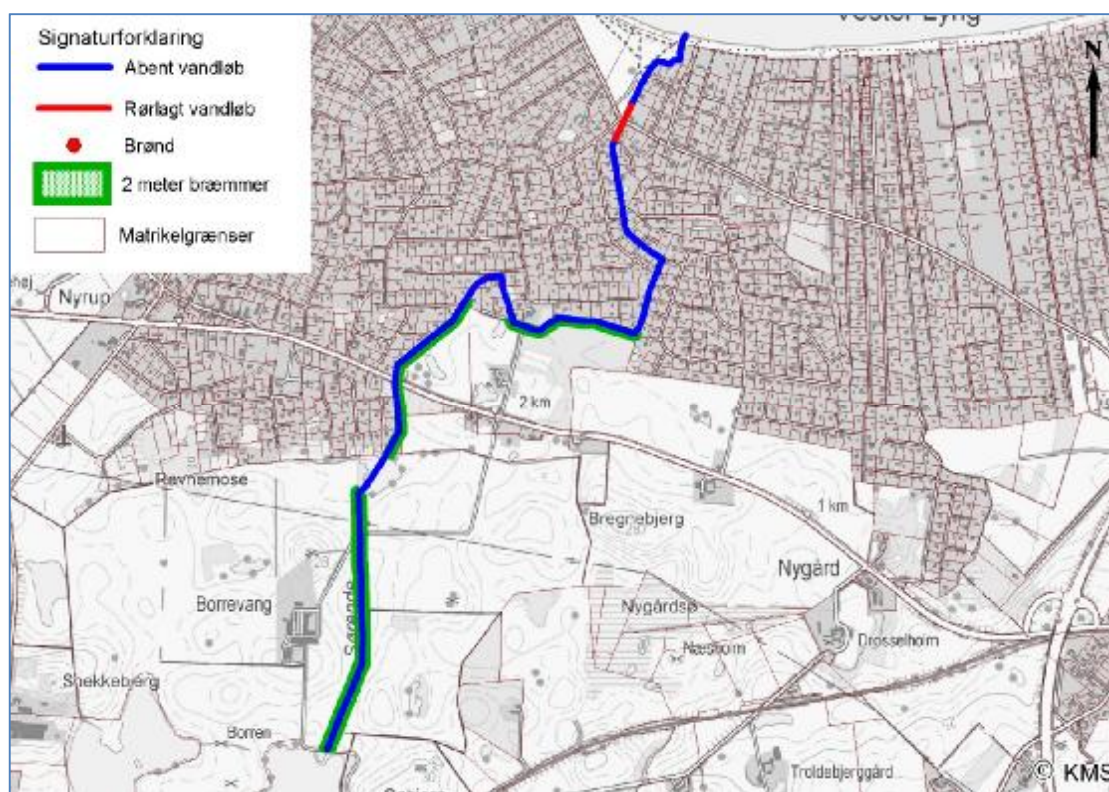 Signaturforklaring
Vester Lyng
Åbent vandløb
N
Rørlagt vandløb
Brønd
2 meter bræmmer
Matrikelgrænser
Nyrup
2 km
Ravnemose
1 km
Bregnebjerg
Nygård
Borrevang
Nygårdsø
Drosselholm
Næsholm
Snekkebjerg
Borren
Troldebjerggård
© KMS